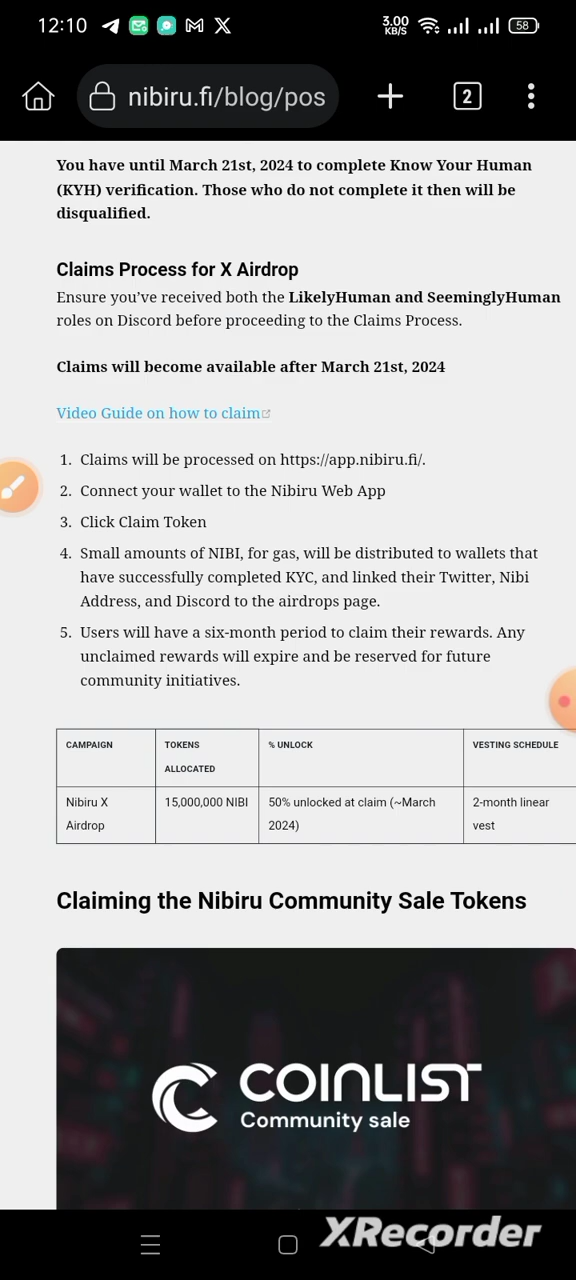 12:10
3.00
KB/S
58
nibiru.fi/blog/pos
2
You have until March 21st, 2024 to complete Know Your Human
(KYH) verification. Those who do not complete it then will be
disqualified.
Claims Process for X Airdrop
Ensure you’ve received both the LikelyHuman and SeeminglyHuman
roles on Discord before proceeding to the Claims Process.
Claims will become available after March 21st, 2024
Video Guide on how to claim
1. Claims will be processed on https://app.nibiru.fi/.
2. Connect your wallet to the Nibiru Web App
3. Click Claim Token
4. Small amounts of NIBI, for gas, will be distributed to wallets that
have successfully completed KYC, and linked their Twitter, Nibi
Address, and Discord to the airdrops page.
5. Users will have a six-month period to claim their rewards. Any
unclaimed rewards will expire and be reserved for future
community initiatives.
CAMPAIGN TOKENS ALLOCATED % UNLOCK VESTING SCHEDULE
Nibiru X Airdrop 15,000,000 NIBI 50% unlocked at claim (~March 2024) 2-month linear vest
Claiming the Nibiru Community Sale Tokens
COINLIST
Community sale
XRecorder